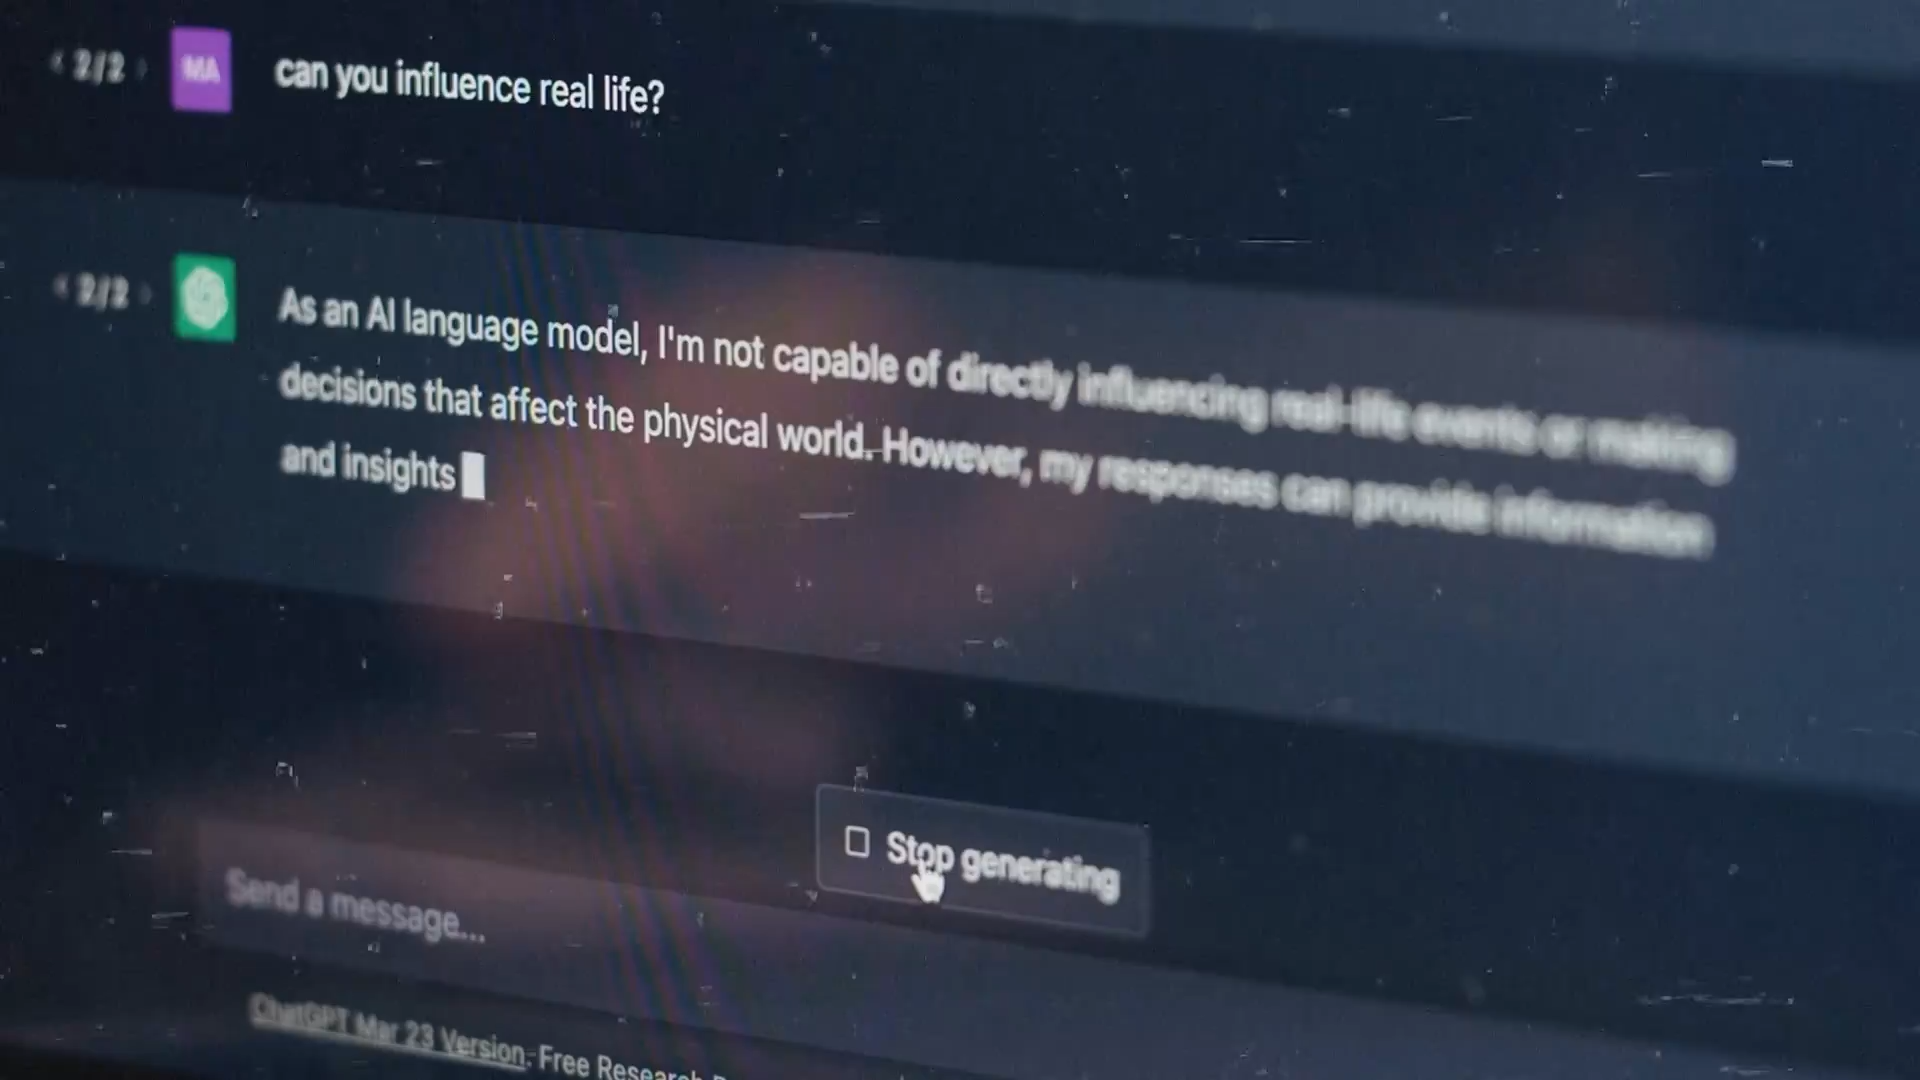 2/2
MA
can you influence real life?
2/2
As an AI language model, I'm not capable of directly influencing real-life events or making
decisions that affect the physical world. However, my responses can provide information
and insights
Stop generating
Send a message...
ChatGPT Mar 23 Version. Free Research